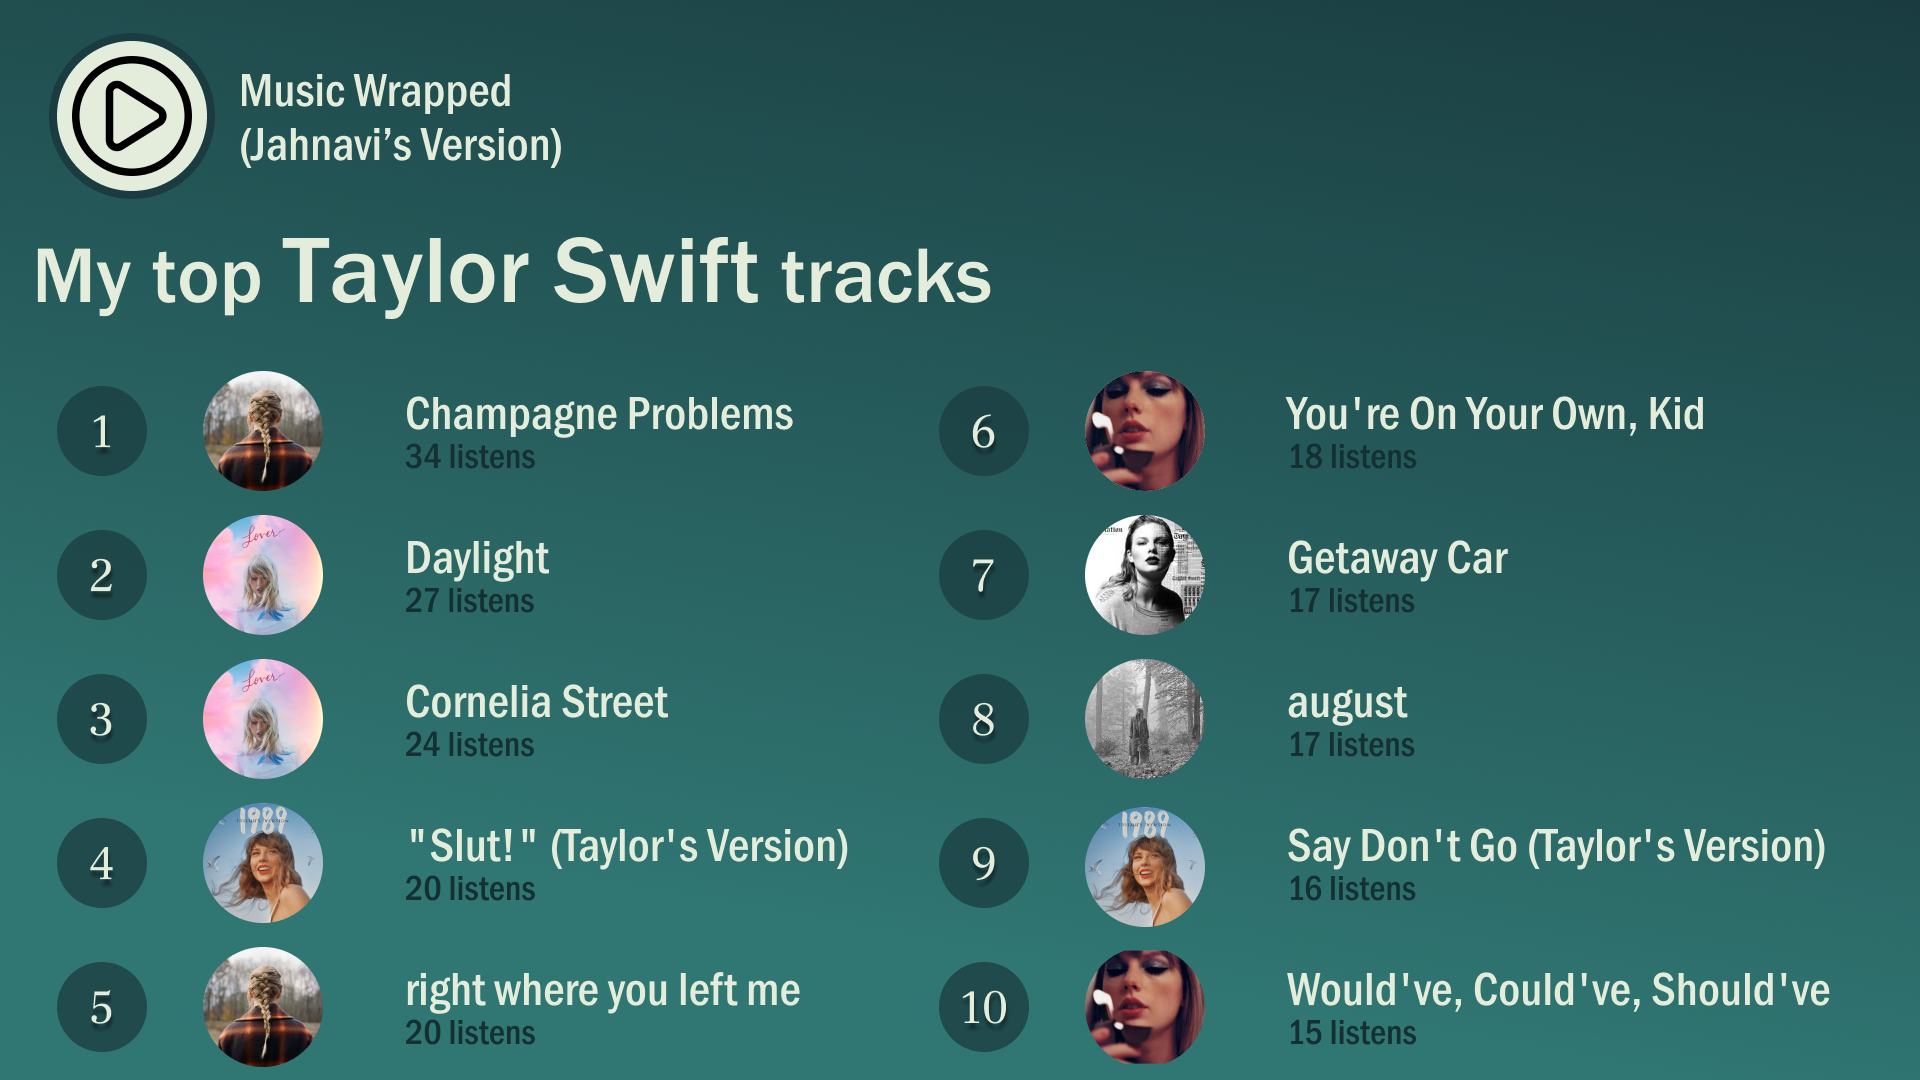 Music Wrapped
(Jahnavi’s Version)
My top Taylor Swift tracks
1
Champagne Problems
34 listens
2
Lover
Daylight
27 listens
3
Lover
Cornelia Street
24 listens
4
1989
"Slut!" (Taylor's Version)
20 listens
5
right where you left me
20 listens
6
You're On Your Own, Kid
18 listens
7
Getaway Car
17 listens
8
august
17 listens
9
1989
Say Don't Go (Taylor's Version)
16 listens
10
Would've, Could've, Should've
15 listens